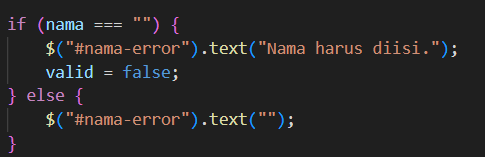 if (nama === "") {
    $("#nama-error").text("Nama harus diisi.");
    valid = false;
} else {
    $("#nama-error").text("");
}